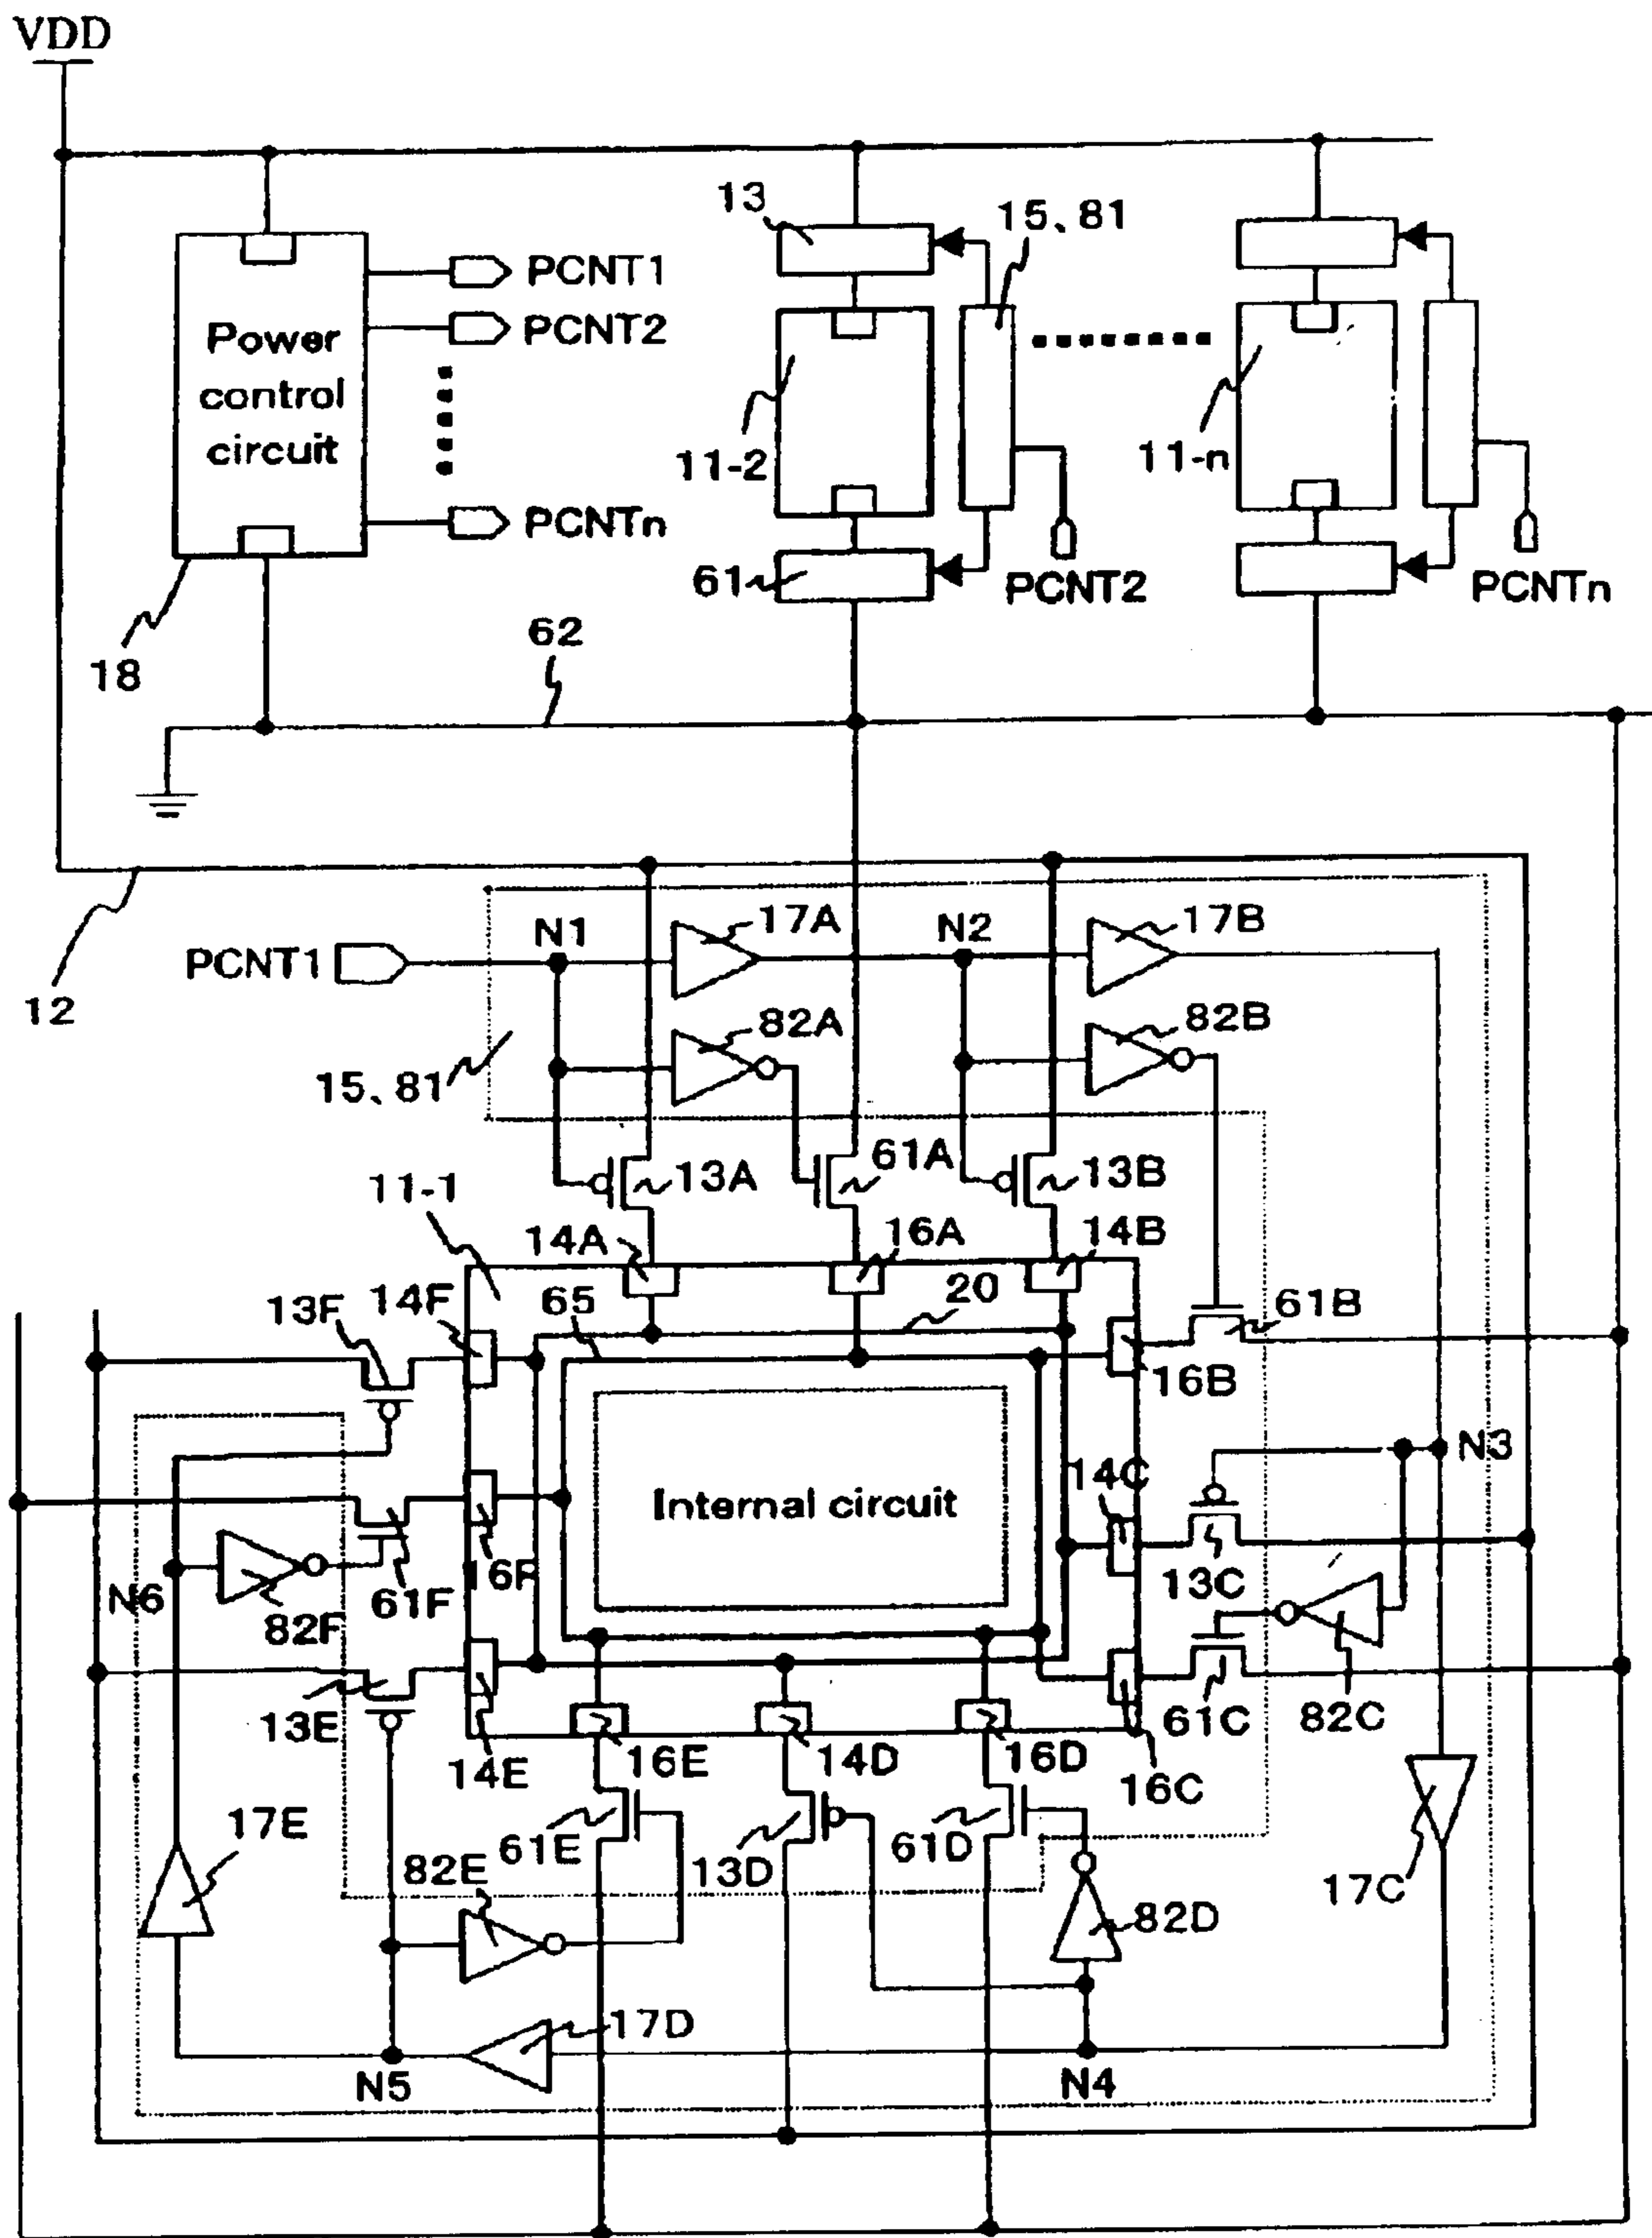 VDD
13
15、81
PCNT1
PCNT2
Power
control
circuit
11-2
11-n
PCNTn
61
PCNT2
PCNTn
18
62
12
PCNT1
N1
17A
N2
17B
82A
82B
15、81
13A
61A
13B
11-1
14A
16A
14B
13F
14F
65
20
61B
16B
N3
14C
Internal circuit
16F
13C
N6
61F
82F
61C
82C
13E
14E
16E
14D
16D
16C
17E
61E
13D
61D
82E
17C
82D
17D
N5
N4